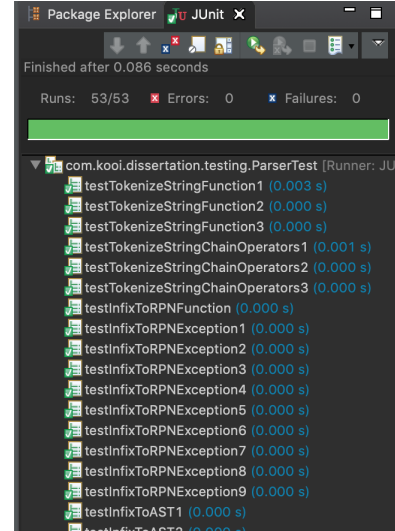 Package Explorer JUnit
Finished after 0.086 seconds
Runs: 53/53 Errors: 0 Failures: 0
com.kooi.dissertation.testing.ParserTest [Runner: JU
testTokenizeStringFunction1 (0.003 s)
testTokenizeStringFunction2 (0.000 s)
testTokenizeStringFunction3 (0.000 s)
testTokenizeStringChainOperators1 (0.001 s)
testTokenizeStringChainOperators2 (0.000 s)
testTokenizeStringChainOperators3 (0.000 s)
testInfixToRPNFunction (0.000 s)
testInfixToRPNException1 (0.000 s)
testInfixToRPNException2 (0.000 s)
testInfixToRPNException3 (0.000 s)
testInfixToRPNException4 (0.000 s)
testInfixToRPNException5 (0.000 s)
testInfixToRPNException6 (0.000 s)
testInfixToRPNException7 (0.000 s)
testInfixToRPNException8 (0.000 s)
testInfixToRPNException9 (0.000 s)
testInfixToAST1 (0.000 s)
testInfixToAST2 (0.000 s)